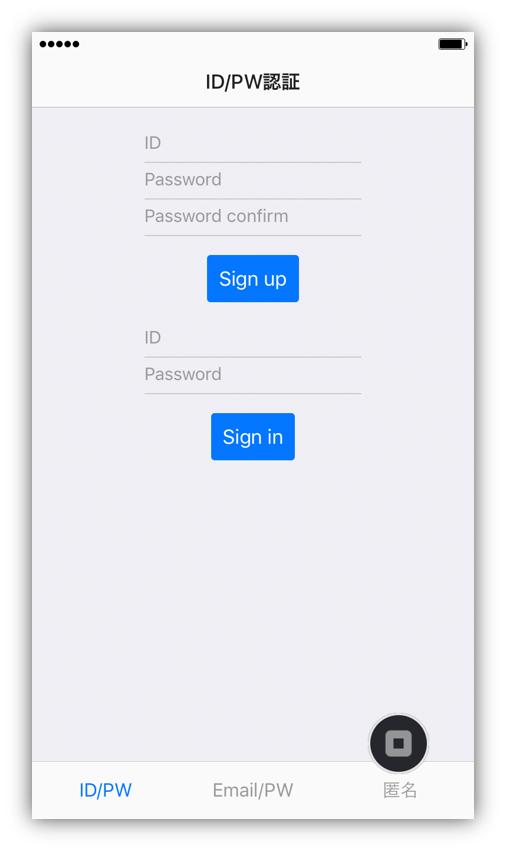 ID/PW認証
ID
Password
Password confirm
Sign up
ID
Password
Sign in
ID/PW Email/PW 匿名